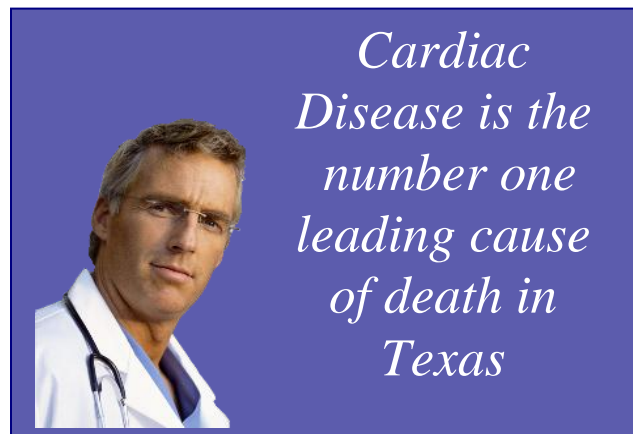 Cardiac
Disease is the
number one
leading cause
of death in
Texas